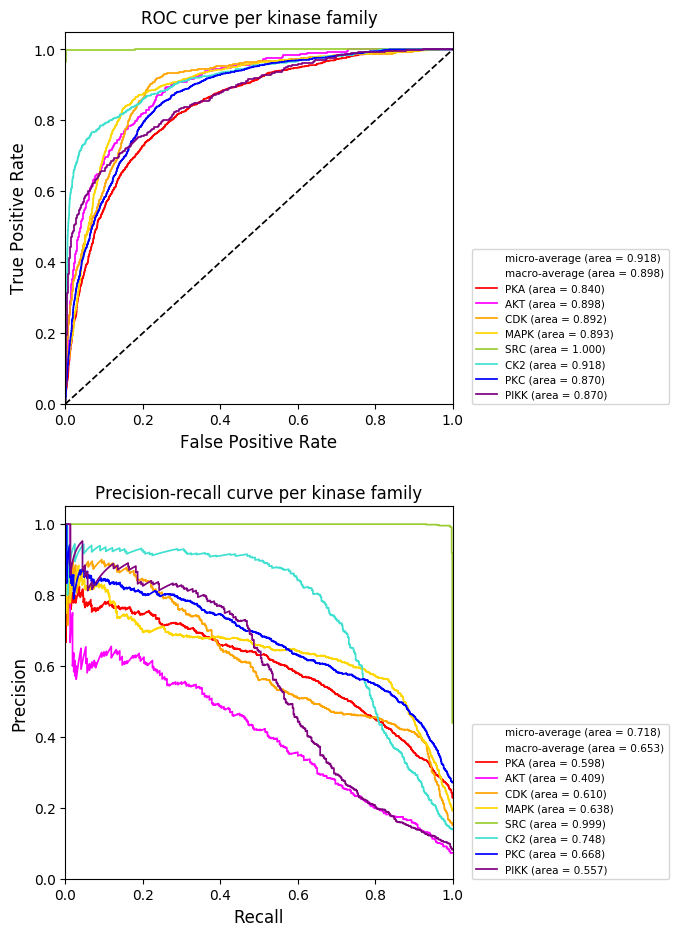 ROC curve per kinase family
1.0
0.8
0.6
0.4
0.2
0.0
True Positive Rate
0.0 0.2 0.4 0.6 0.8 1.0
False Positive Rate
micro-average (area = 0.918)
macro-average (area = 0.898)
PKA (area = 0.840)
AKT (area = 0.898)
CDK (area = 0.892)
MAPK (area = 0.893)
SRC (area = 1.000)
CK2 (area = 0.918)
PKC (area = 0.870)
PIKK (area = 0.870)
Precision-recall curve per kinase family
1.0
0.8
0.6
0.4
0.2
0.0
Precision
0.0 0.2 0.4 0.6 0.8 1.0
Recall
micro-average (area = 0.718)
macro-average (area = 0.653)
PKA (area = 0.598)
AKT (area = 0.409)
CDK (area = 0.610)
MAPK (area = 0.638)
SRC (area = 0.999)
CK2 (area = 0.748)
PKC (area = 0.668)
PIKK (area = 0.557)